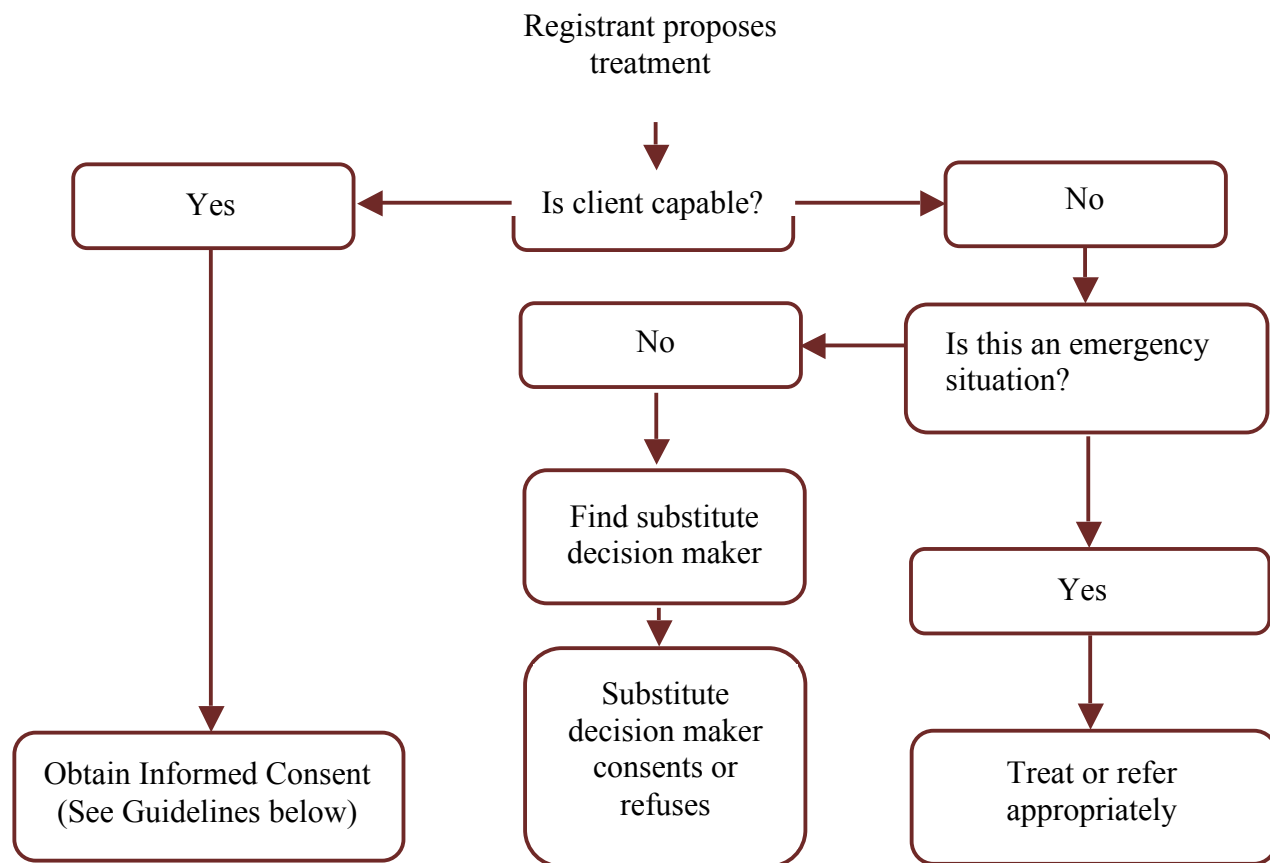 Registrant proposes
treatment
Yes
Is client capable?
No
No
Is this an emergency
situation?
Find substitute
decision maker
Yes
Substitute
decision maker
consents or
refuses
Obtain Informed Consent
(See Guidelines below)
Treat or refer
appropriately